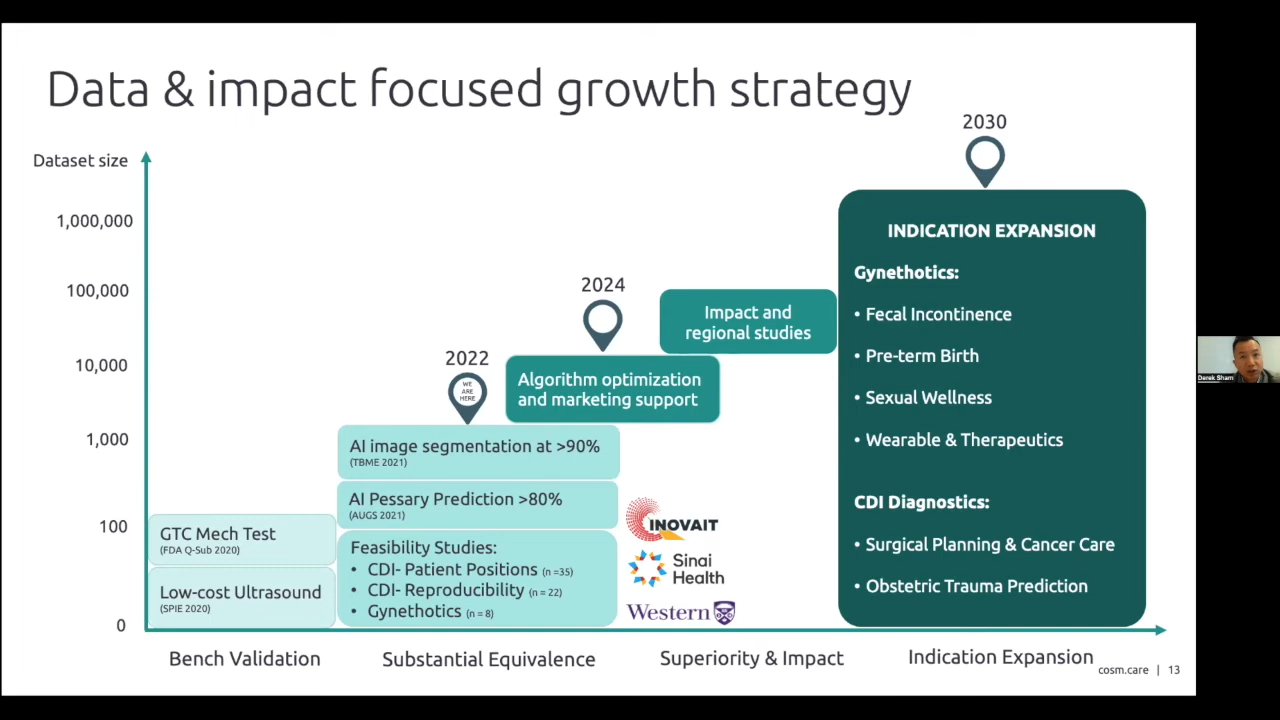 Data & impact focused growth strategy
2030
Dataset size
1,000,000
100,000
10,000
1,000
100
0
2024
2022
WE
ARE
HERE
GTC Mech Test
(FDA Q-Sub 2020)
Low-cost Ultrasound
(SPIE 2020)
AI image segmentation at >90%
(TBME 2021)
AI Pessary Prediction >80%
(AUGS 2021)
Feasibility Studies:
• CDI- Patient Positions (n =35)
• CDI- Reproducibility (n = 22)
• Gynethotics (n = 8)
Algorithm optimization
and marketing support
Impact and
regional studies
INOVAIT
Sinai
Health
Western
INDICATION EXPANSION
Gynethotics:
• Fecal Incontinence
• Pre-term Birth
• Sexual Wellness
• Wearable & Therapeutics
CDI Diagnostics:
• Surgical Planning & Cancer Care
• Obstetric Trauma Prediction
Bench Validation
Substantial Equivalence
Superiority & Impact
Indication Expansion
cosm.care | 13
Derek Sham